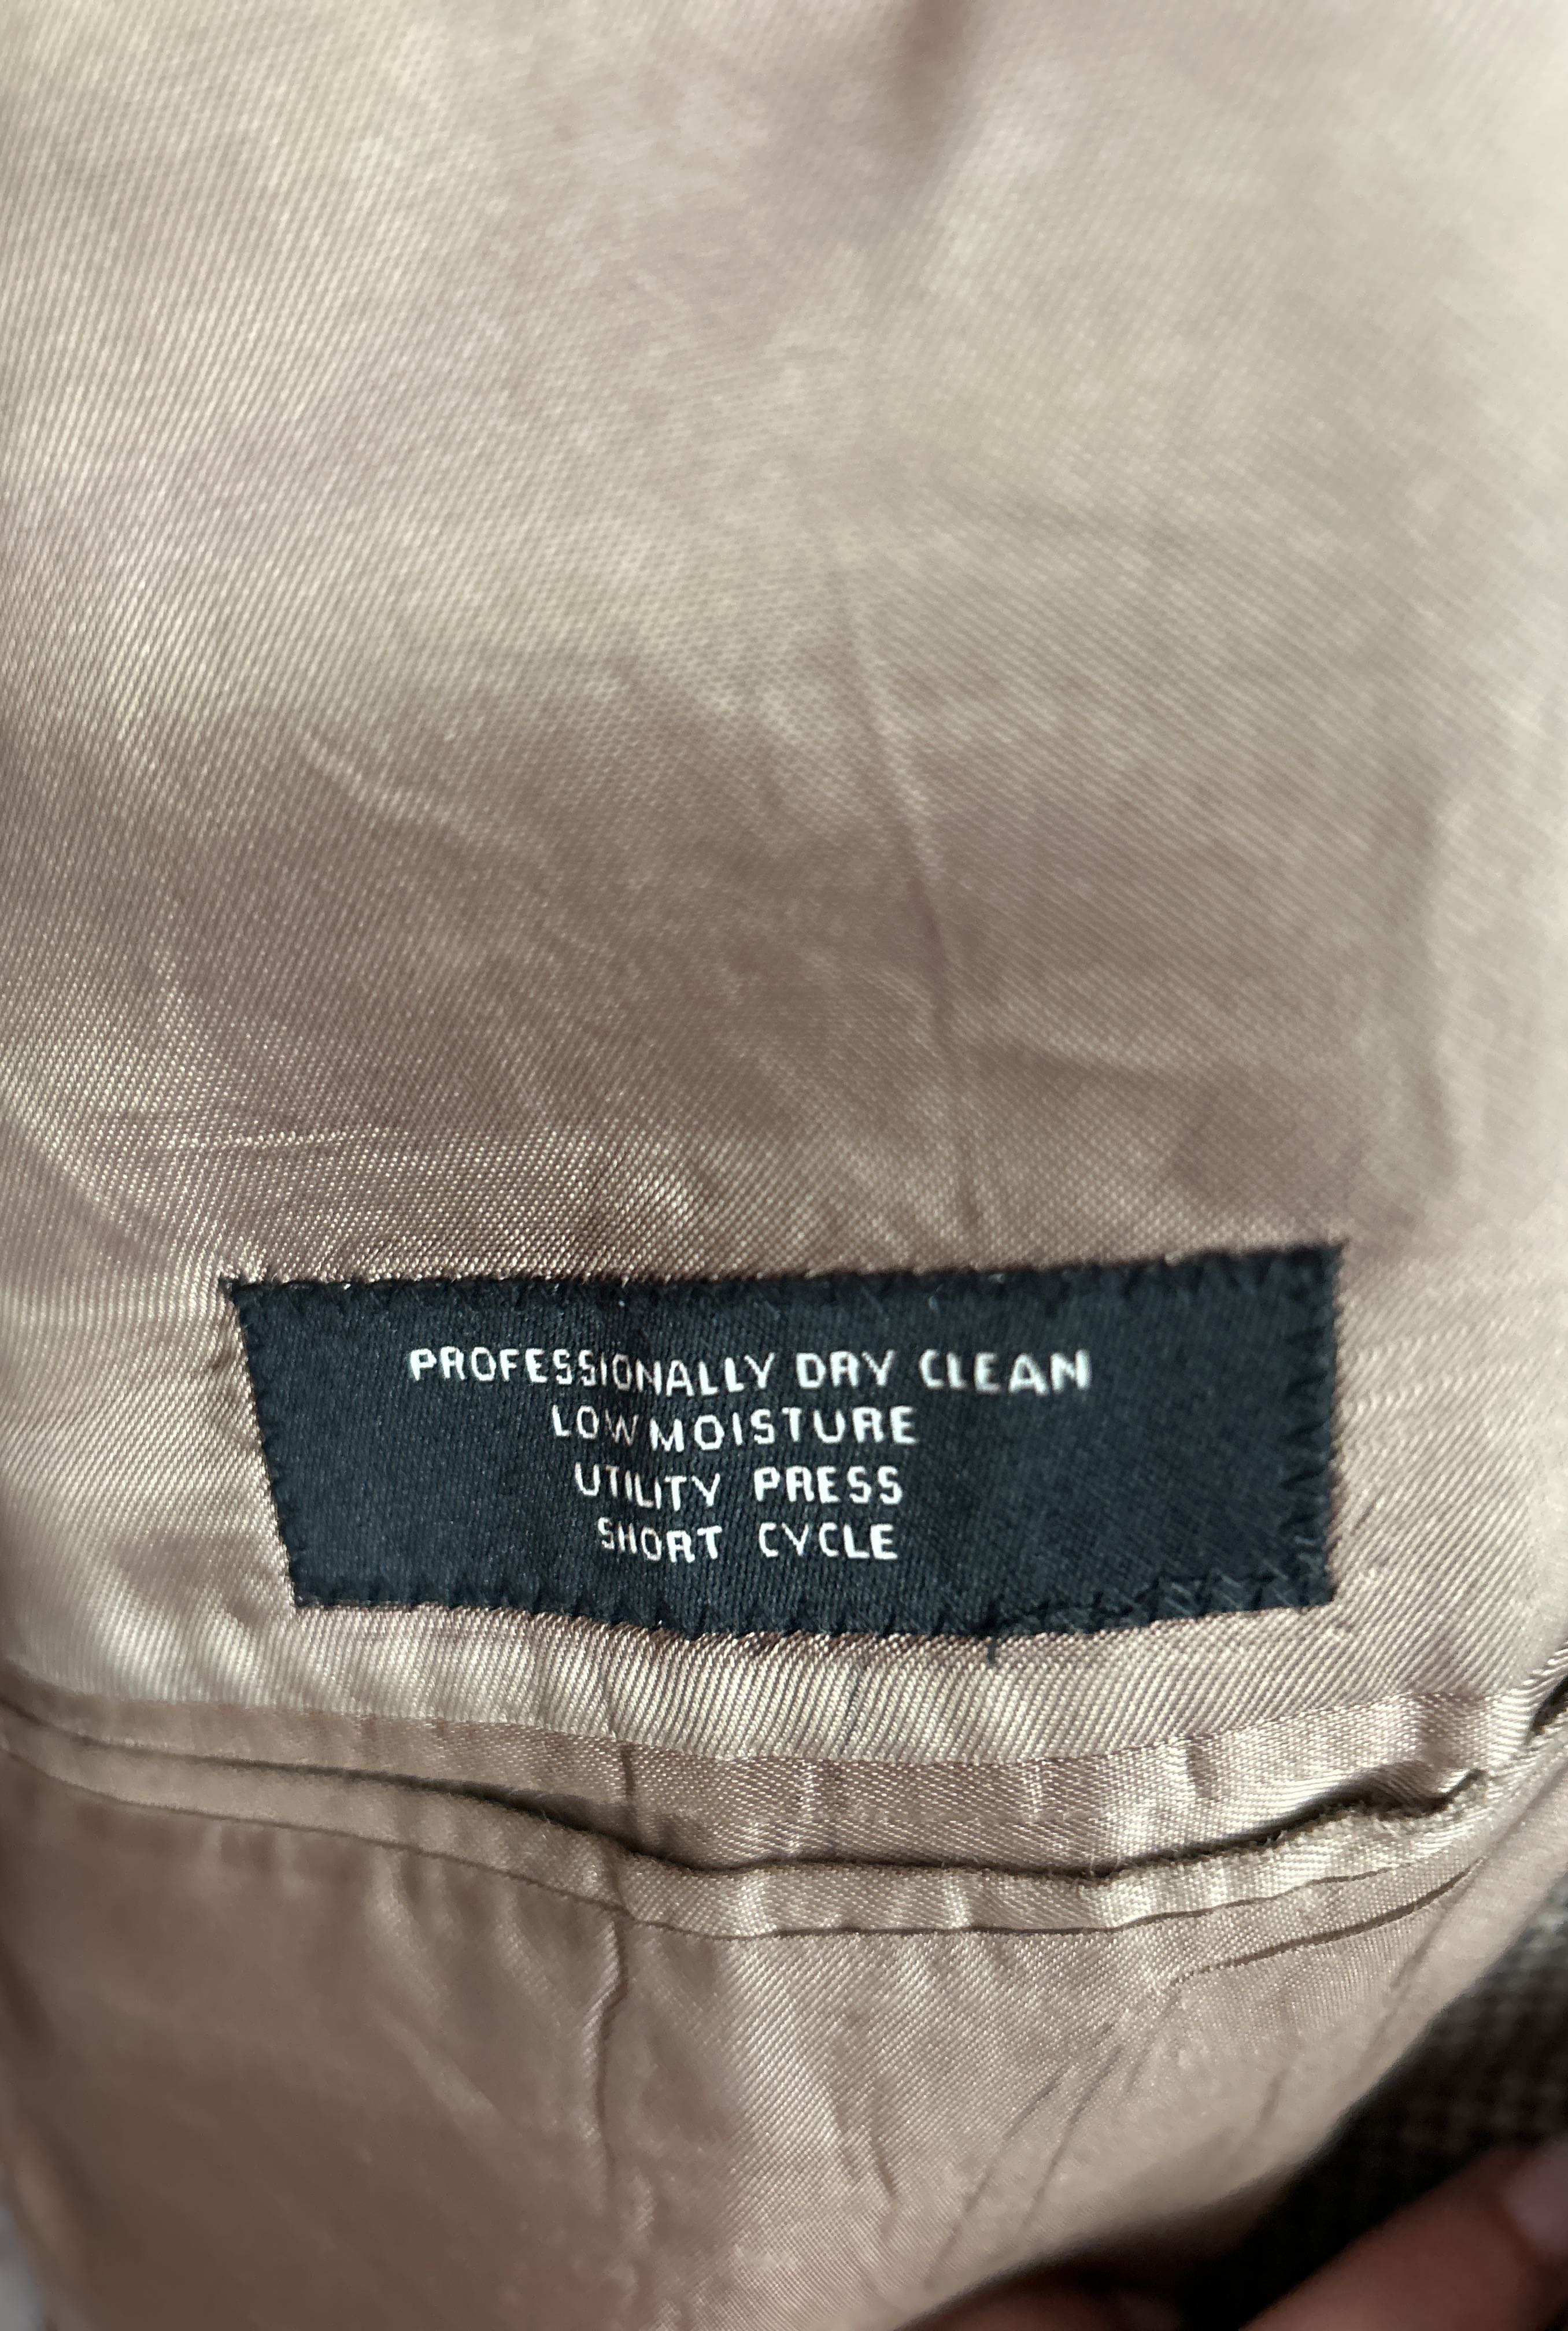 PROFESSIONALLY DRY CLEAN
LOW MOISTURE
UTILITY PRESS
SHORT CYCLE